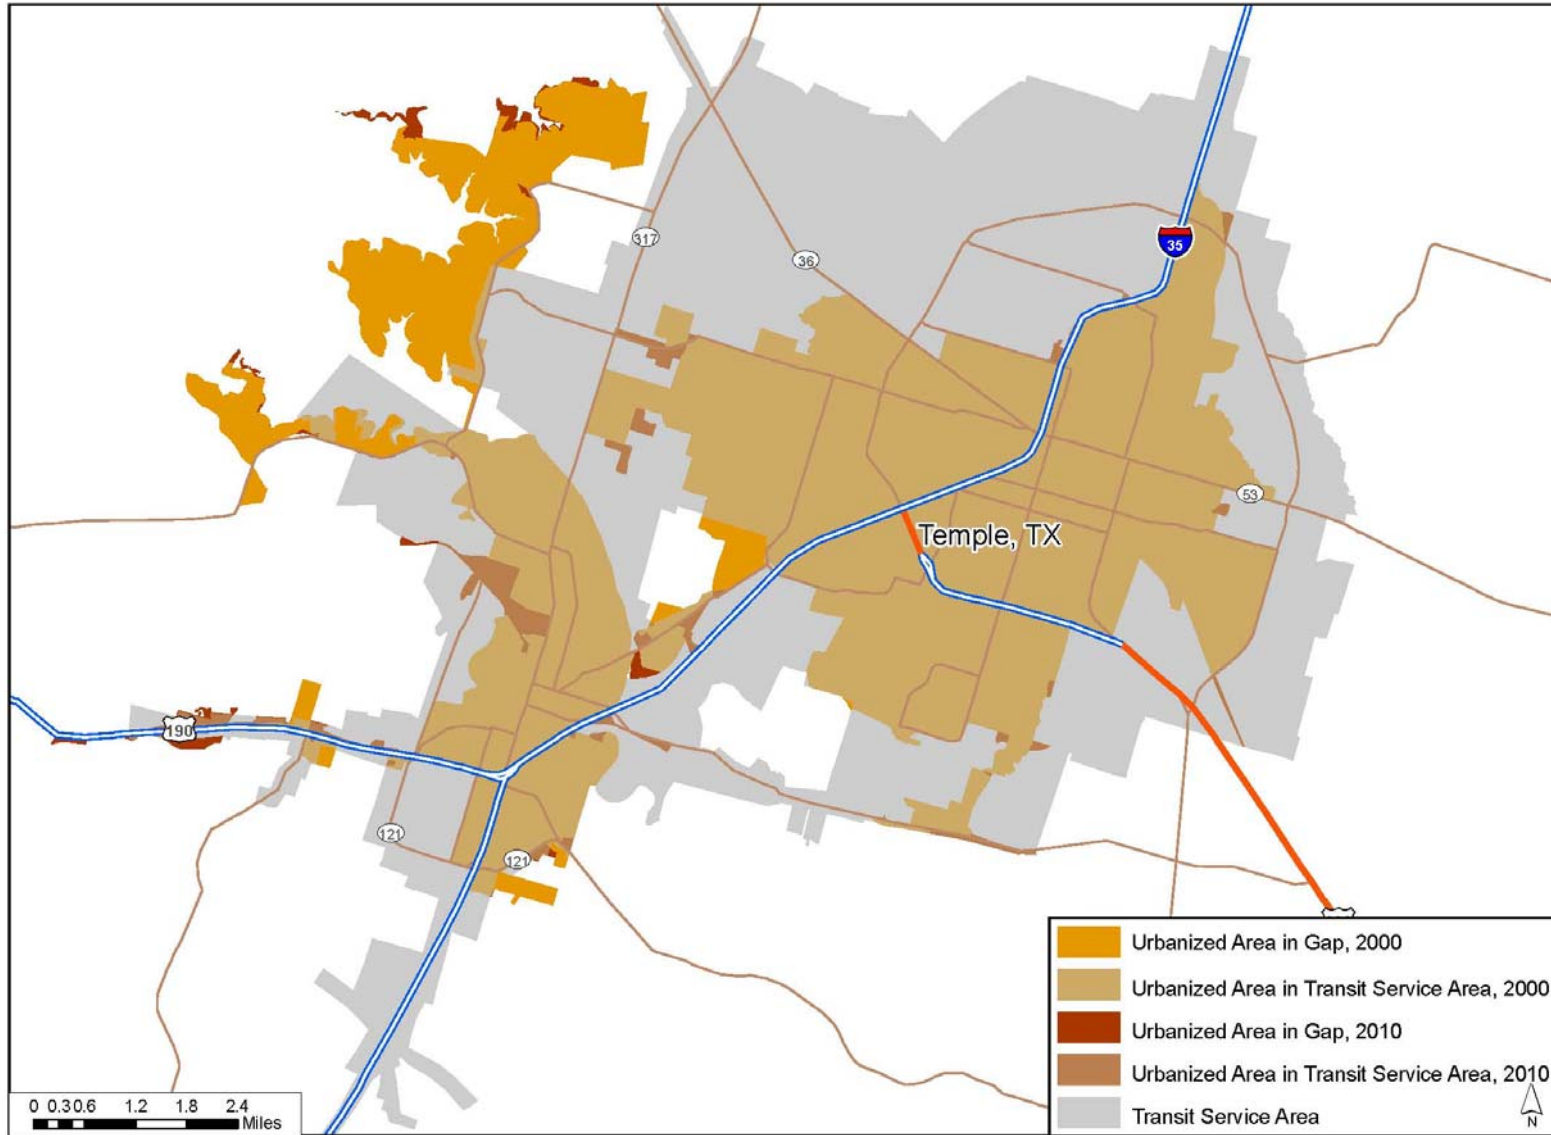 317
36
35
53
Temple, TX
190
121
121
Urbanized Area in Gap, 2000
Urbanized Area in Transit Service Area, 2000
Urbanized Area in Gap, 2010
Urbanized Area in Transit Service Area, 2010
Transit Service Area
0 0.3 0.6 1.2 1.8 2.4
Miles
N